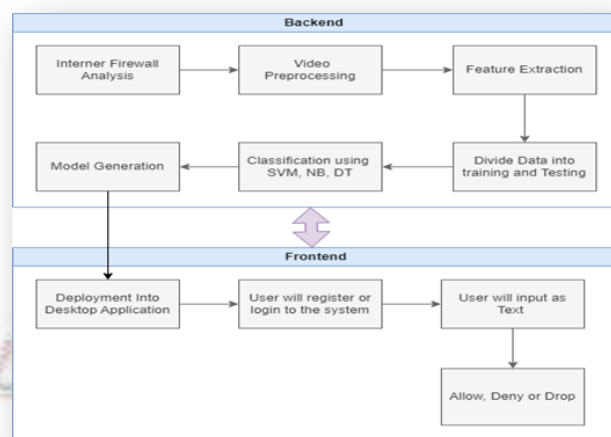 Backend
Interner Firewall
Analysis
Video
Preprocessing
Feature Extraction
Divide Data into
training and Testing
Classification using
SVM, NB, DT
Model Generation
Frontend
Deployment Into
Desktop Application
User will register or
login to the system
User will input as
Text
Allow, Deny or Drop